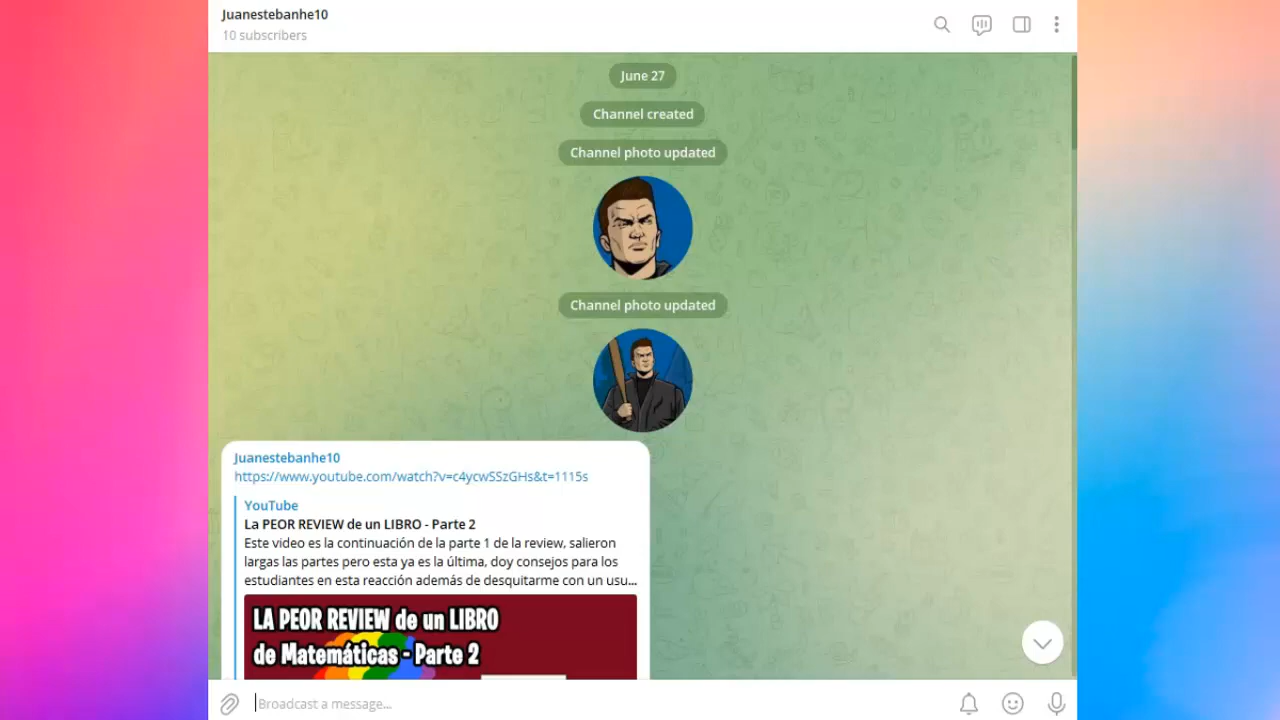 Juanestebanhe10
10 subscribers
June 27
Channel created
Channel photo updated
Channel photo updated
Juanestebanhe10
https://www.youtube.com/watch?v=c4ycwSSzGHs&t=1115s
YouTube
La PEOR REVIEW de un LIBRO - Parte 2
Este video es la continuación de la parte 1 de la review, salieron
largas las partes pero esta ya es la última, doy consejos para los
estudiantes en esta reacción además de desquitarme con un usu...
LA PEOR REVIEW de un LIBRO
de Matemáticas - Parte 2
Broadcast a message...